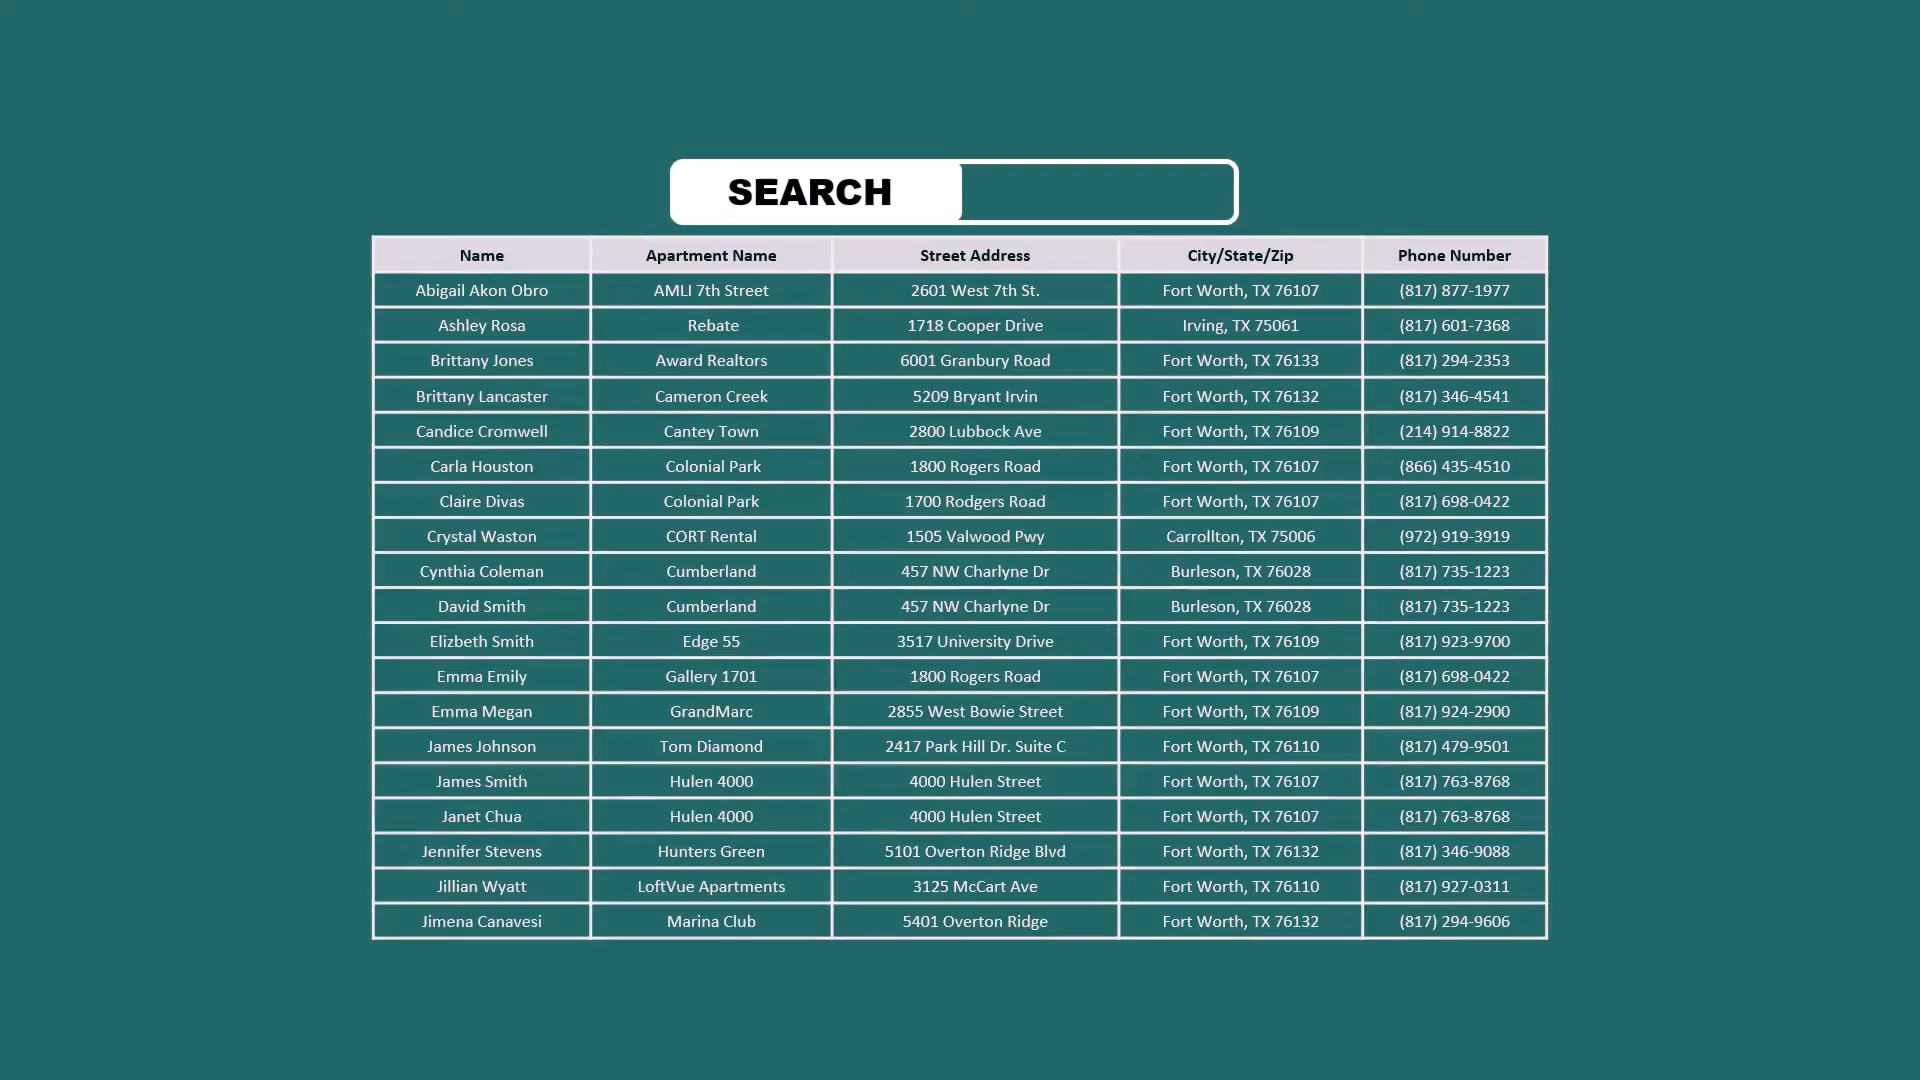 SEARCH
Name Apartment Name Street Address City/State/Zip Phone Number
Abigail Akon Obro AMLI 7th Street 2601 West 7th St. Fort Worth, TX 76107 (817) 877-1977
Ashley Rosa Rebate 1718 Cooper Drive Irving, TX 75061 (817) 601-7368
Brittany Jones Award Realtors 6001 Granbury Road Fort Worth, TX 76133 (817) 294-2353
Brittany Lancaster Cameron Creek 5209 Bryant Irvin Fort Worth, TX 76132 (817) 346-4541
Candice Cromwell Cantey Town 2800 Lubbock Ave Fort Worth, TX 76109 (214) 914-8822
Carla Houston Colonial Park 1800 Rogers Road Fort Worth, TX 76107 (866) 435-4510
Claire Divas Colonial Park 1700 Rodgers Road Fort Worth, TX 76107 (817) 698-0422
Crystal Waston CORT Rental 1505 Valwood Pwy Carrollton, TX 75006 (972) 919-3919
Cynthia Coleman Cumberland 457 NW Charlyne Dr Burleson, TX 76028 (817) 735-1223
David Smith Cumberland 457 NW Charlyne Dr Burleson, TX 76028 (817) 735-1223
Elizbeth Smith Edge 55 3517 University Drive Fort Worth, TX 76109 (817) 923-9700
Emma Emily Gallery 1701 1800 Rogers Road Fort Worth, TX 76107 (817) 698-0422
Emma Megan GrandMarc 2855 West Bowie Street Fort Worth, TX 76109 (817) 924-2900
James Johnson Tom Diamond 2417 Park Hill Dr. Suite C Fort Worth, TX 76110 (817) 479-9501
James Smith Hulen 4000 4000 Hulen Street Fort Worth, TX 76107 (817) 763-8768
Janet Chua Hulen 4000 4000 Hulen Street Fort Worth, TX 76107 (817) 763-8768
Jennifer Stevens Hunters Green 5101 Overton Ridge Blvd Fort Worth, TX 76132 (817) 346-9088
Jillian Wyatt LoftVue Apartments 3125 McCart Ave Fort Worth, TX 76110 (817) 927-0311
Jimena Canavesi Marina Club 5401 Overton Ridge Fort Worth, TX 76132 (817) 294-9606